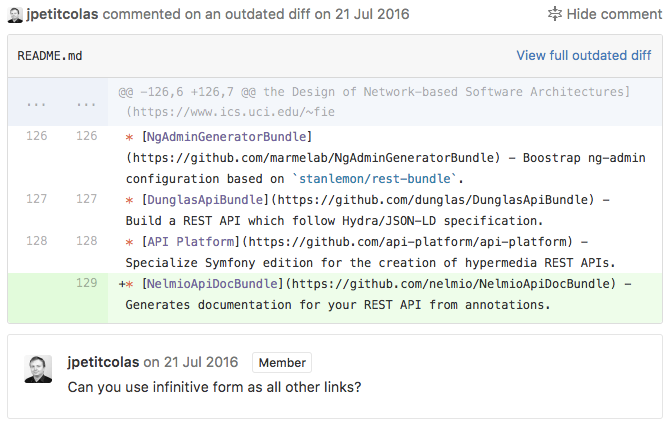 jpetitcolas commented on an outdated diff on 21 Jul 2016 Hide comment
README.md View full outdated diff
... ... @@ -126,6 +126,7 @@ the Design of Network-based Software Architectures]
(https://www.ics.uci.edu/~fie
126 126 * [NgAdminGeneratorBundle]
(https://github.com/marmelab/NgAdminGeneratorBundle) - Boostrap ng-admin
configuration based on `stanlemon/rest-bundle`.
127 127 * [DunglasApiBundle](https://github.com/dunglas/DunglasApiBundle) -
Build a REST API which follow Hydra/JSON-LD specification.
128 128 * [API Platform](https://github.com/api-platform/api-platform) -
Specialize Symfony edition for the creation of hypermedia REST APIs.
129 +* [NelmioApiDocBundle](https://github.com/nelmio/NelmioApiDocBundle) -
Generates documentation for your REST API from annotations.
jpetitcolas on 21 Jul 2016 Member
Can you use infinitive form as all other links?